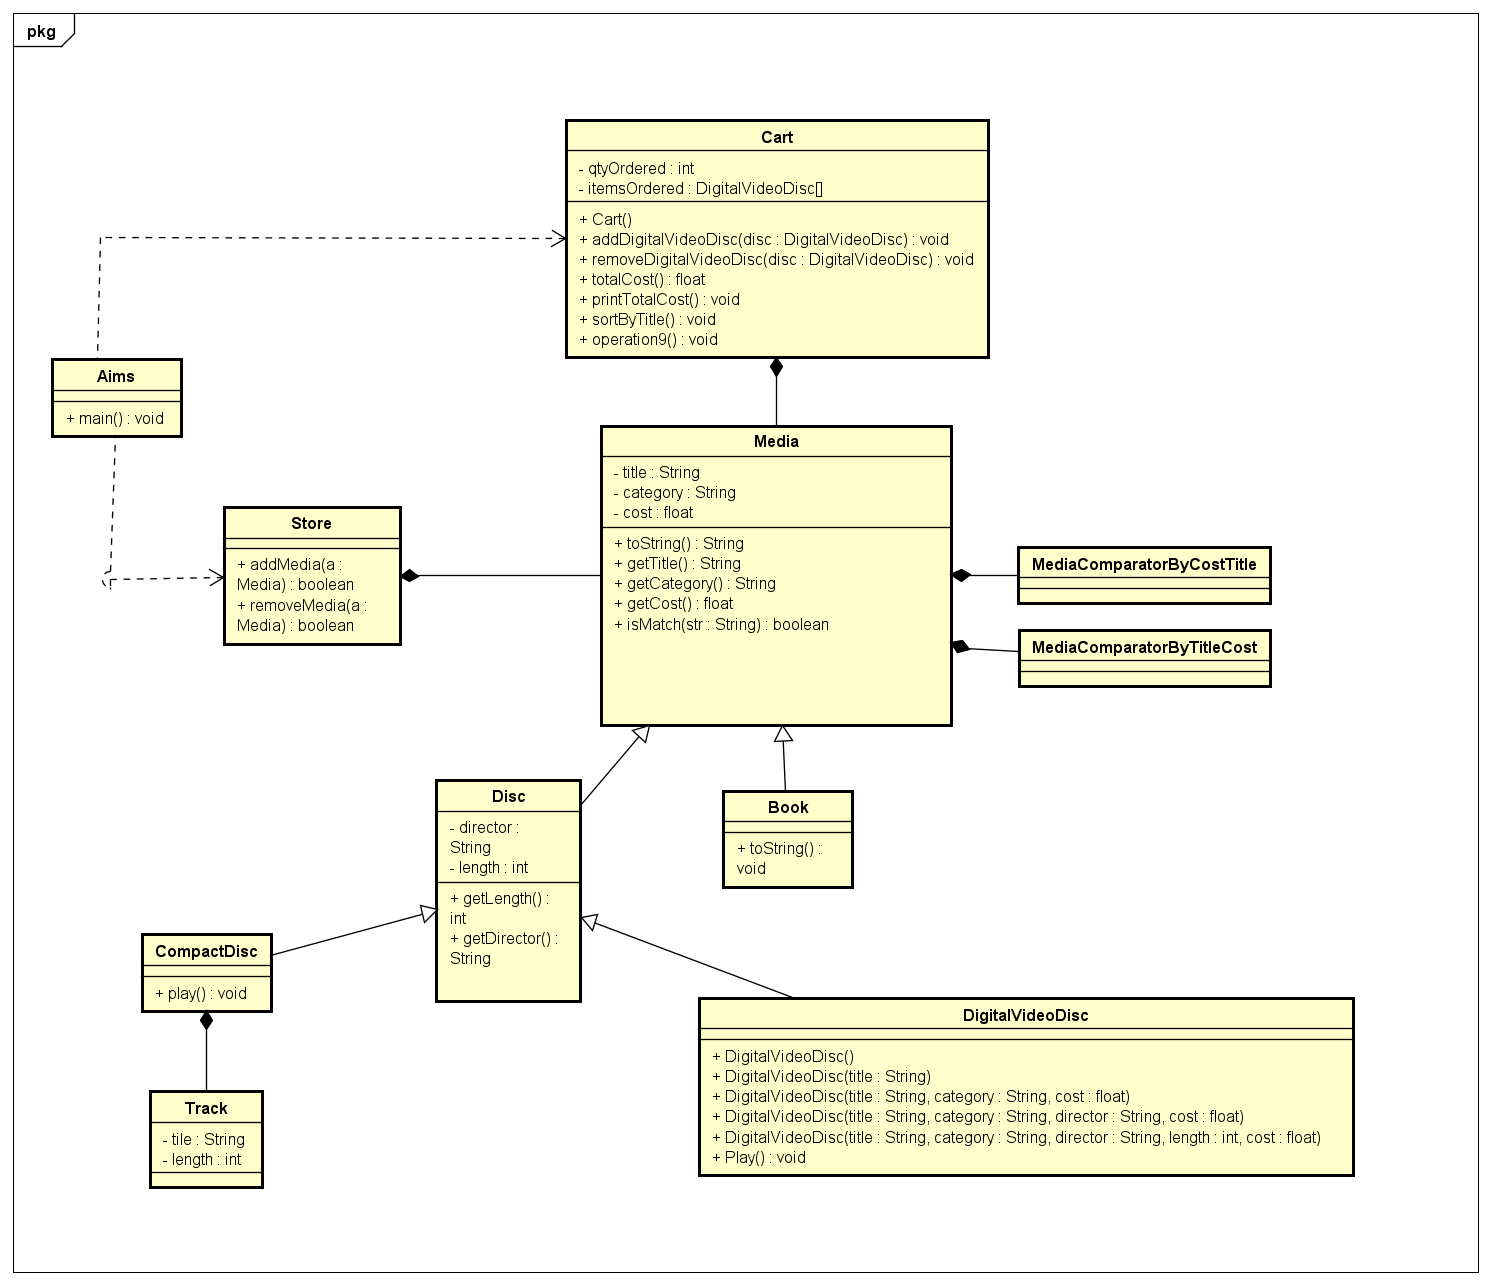 pkg
Cart
- qtyOrdered : int
- itemsOrdered : DigitalVideoDisc[]
+ Cart()
+ addDigitalVideoDisc(disc : DigitalVideoDisc) : void
+ removeDigitalVideoDisc(disc : DigitalVideoDisc) : void
+ totalCost() : float
+ printTotalCost() : void
+ sortByTitle() : void
+ operation9() : void
Aims
+ main() : void
Media
- title : String
- category : String
- cost : float
+ toString() : String
+ getTitle() : String
+ getCategory() : String
+ getCost() : float
+ isMatch(str : String) : boolean
Store
+ addMedia(a :
Media) : boolean
+ removeMedia(a :
Media) : boolean
MediaComparatorByCostTitle
MediaComparatorByTitleCost
Disc
- director :
String
- length : int
+ getLength() :
int
+ getDirector() :
String
Book
+ toString() :
void
CompactDisc
+ play() : void
DigitalVideoDisc
+ DigitalVideoDisc()
+ DigitalVideoDisc(title : String)
+ DigitalVideoDisc(title : String, category : String, cost : float)
+ DigitalVideoDisc(title : String, category : String, director : String, cost : float)
+ DigitalVideoDisc(title : String, category : String, director : String, length : int, cost : float)
+ Play() : void
Track
- tile : String
- length : int